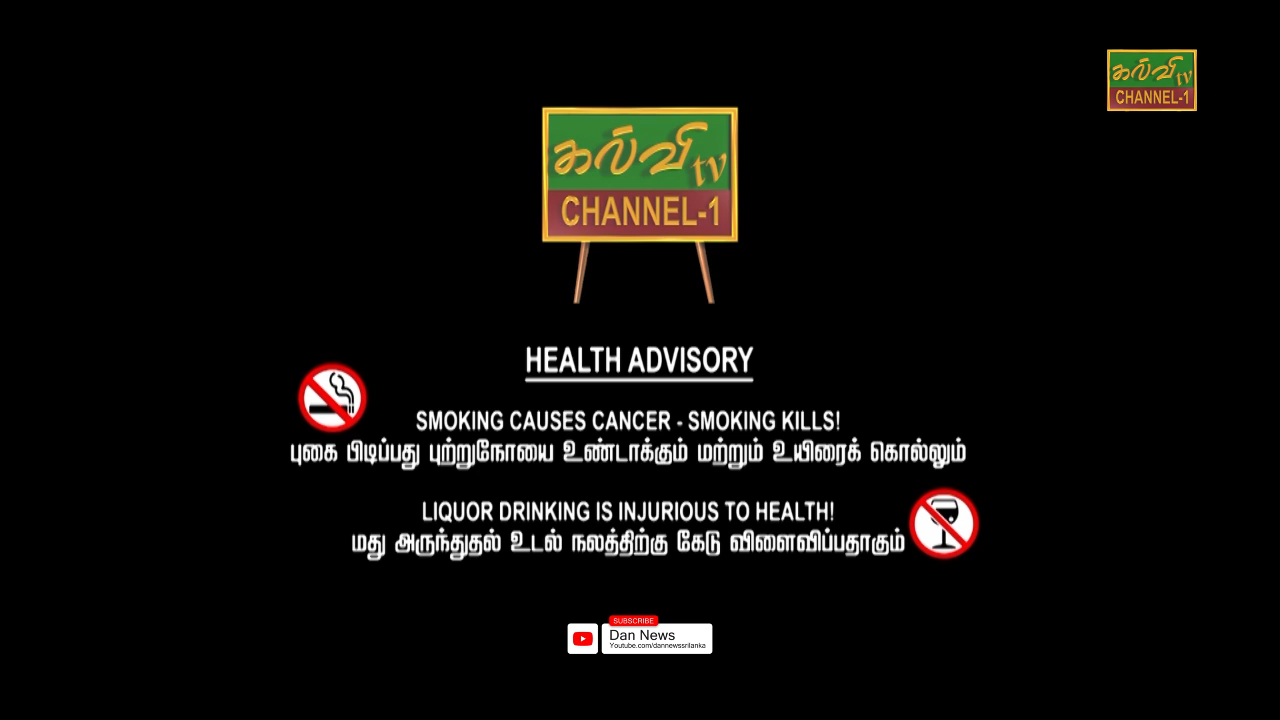 கல்வி tv
CHANNEL-1
கல்வி tv
CHANNEL-1
HEALTH ADVISORY
SMOKING CAUSES CANCER - SMOKING KILLS!
புகை பிடிப்பது புற்றுநோயை உண்டாக்கும் மற்றும் உயிரைக் கொல்லும்
LIQUOR DRINKING IS INJURIOUS TO HEALTH!
மது அருந்துதல் உடல் நலத்திற்கு கேடு விளைவிப்பதாகும்
SUBSCRIBE
Dan News
Youtube.com/dannewssrilanka